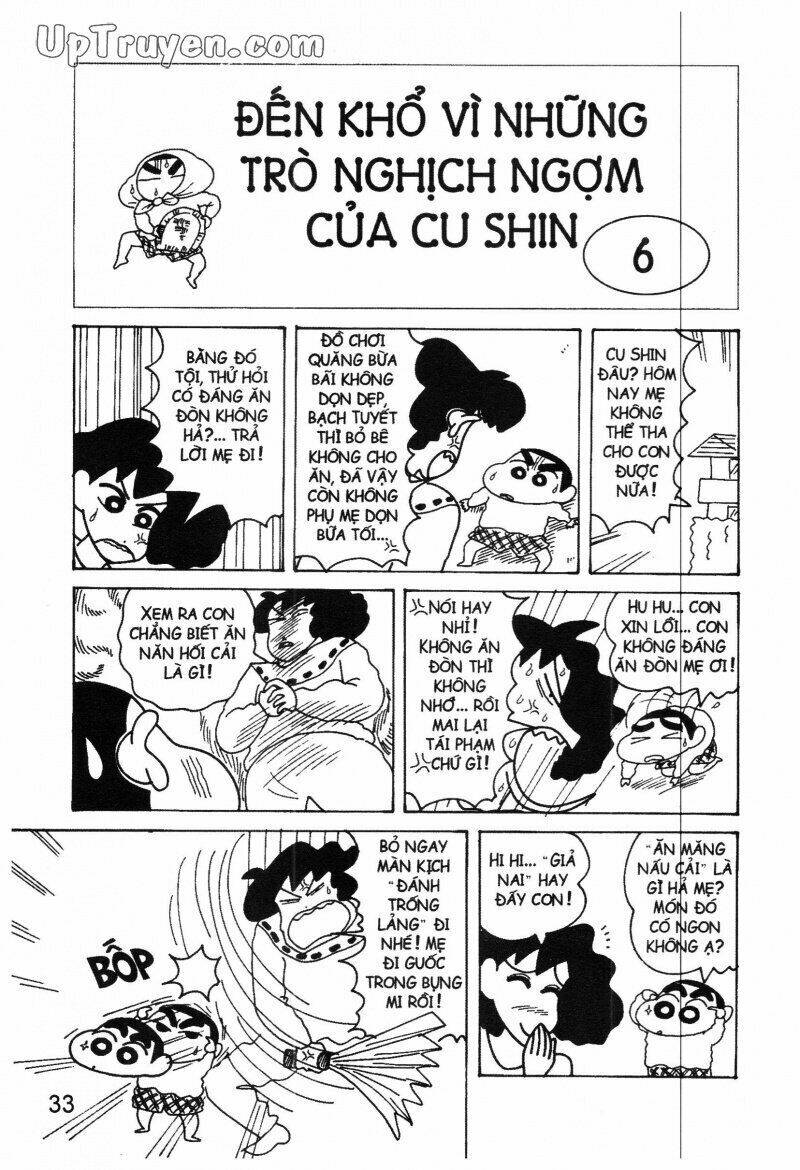 UpTruyen.com
ĐẾN KHỔ VÌ NHỮNG
TRÒ NGHỊCH NGỢM
CỦA CU SHIN
6
CU SHIN
ĐÂU? HÔM
NAY MẸ
KHÔNG
THỂ THA
CHO CON
ĐƯỢC
NỮA!
ĐỒ CHƠI
QUĂNG BỪA
BÃI KHÔNG
DỌN DẸP,
BẠCH TUYẾT
THÌ BỎ BÊ
KHÔNG CHO
ĂN, ĐÃ VẬY
CÒN KHÔNG
PHỤ MẸ DỌN
BỮA TỐI...
BẰNG ĐÓ
TỘI, THỬ HỎI
CÓ ĐÁNG ĂN
ĐÒN KHÔNG
HẢ?... TRẢ
LỜI MẸ ĐI!
HU HU... CON
XIN LỖI... CON
KHÔNG ĐÁNG
ĂN ĐÒN MẸ ƠI!
NÓI HAY
NHỈ!
KHÔNG ĂN
ĐÒN THÌ
KHÔNG
NHỚ... RỒI
MAI LẠI
TÁI PHẠM
CHỨ GÌ!
XEM RA CON
CHẲNG BIẾT ĂN
NĂN HỐI CẢI
LÀ GÌ!
"ĂN MĂNG
NẤU CẢI" LÀ
GÌ HẢ MẸ?
MÓN ĐÓ
CÓ NGON
KHÔNG Ạ?
HI HI... "GIẢ
NAI" HAY
ĐẤY CON!
BỎ NGAY
MÀN KỊCH
"ĐÁNH
TRỐNG
LẢNG" ĐI
NHÉ! MẸ
ĐI GUỐC
TRONG BỤNG
MI RỒI!
BỐP
33